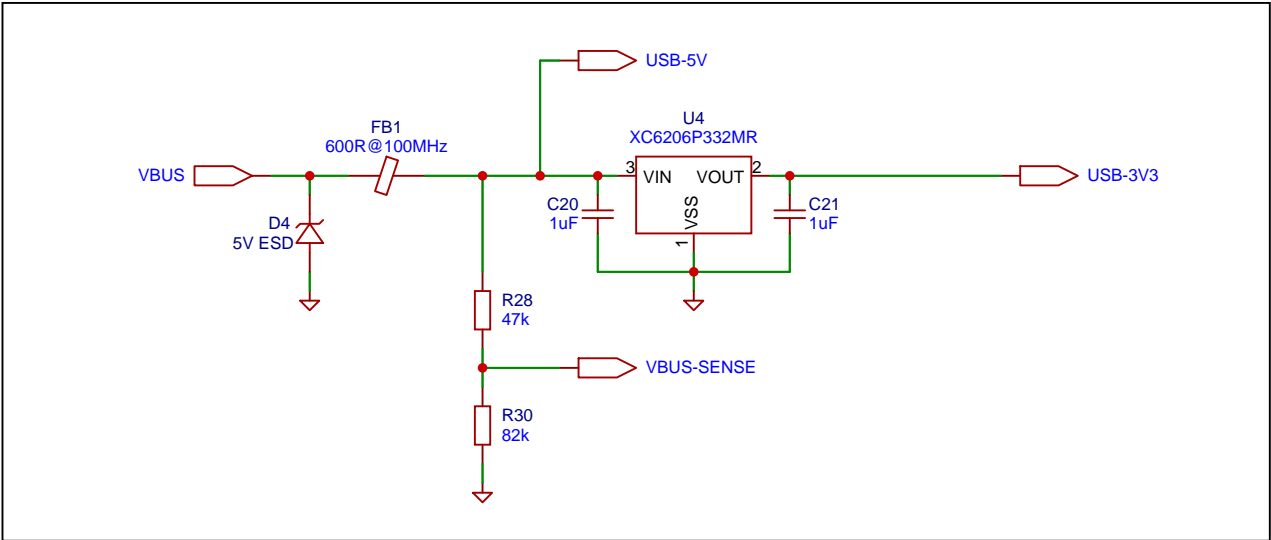 USB-5V
U4
XC6206P332MR
FB1
600R@100MHz
VBUS
3
VIN
VOUT
2
VSS
1
USB-3V3
C20
1uF
C21
1uF
D4
5V ESD
R28
47k
VBUS-SENSE
R30
82k